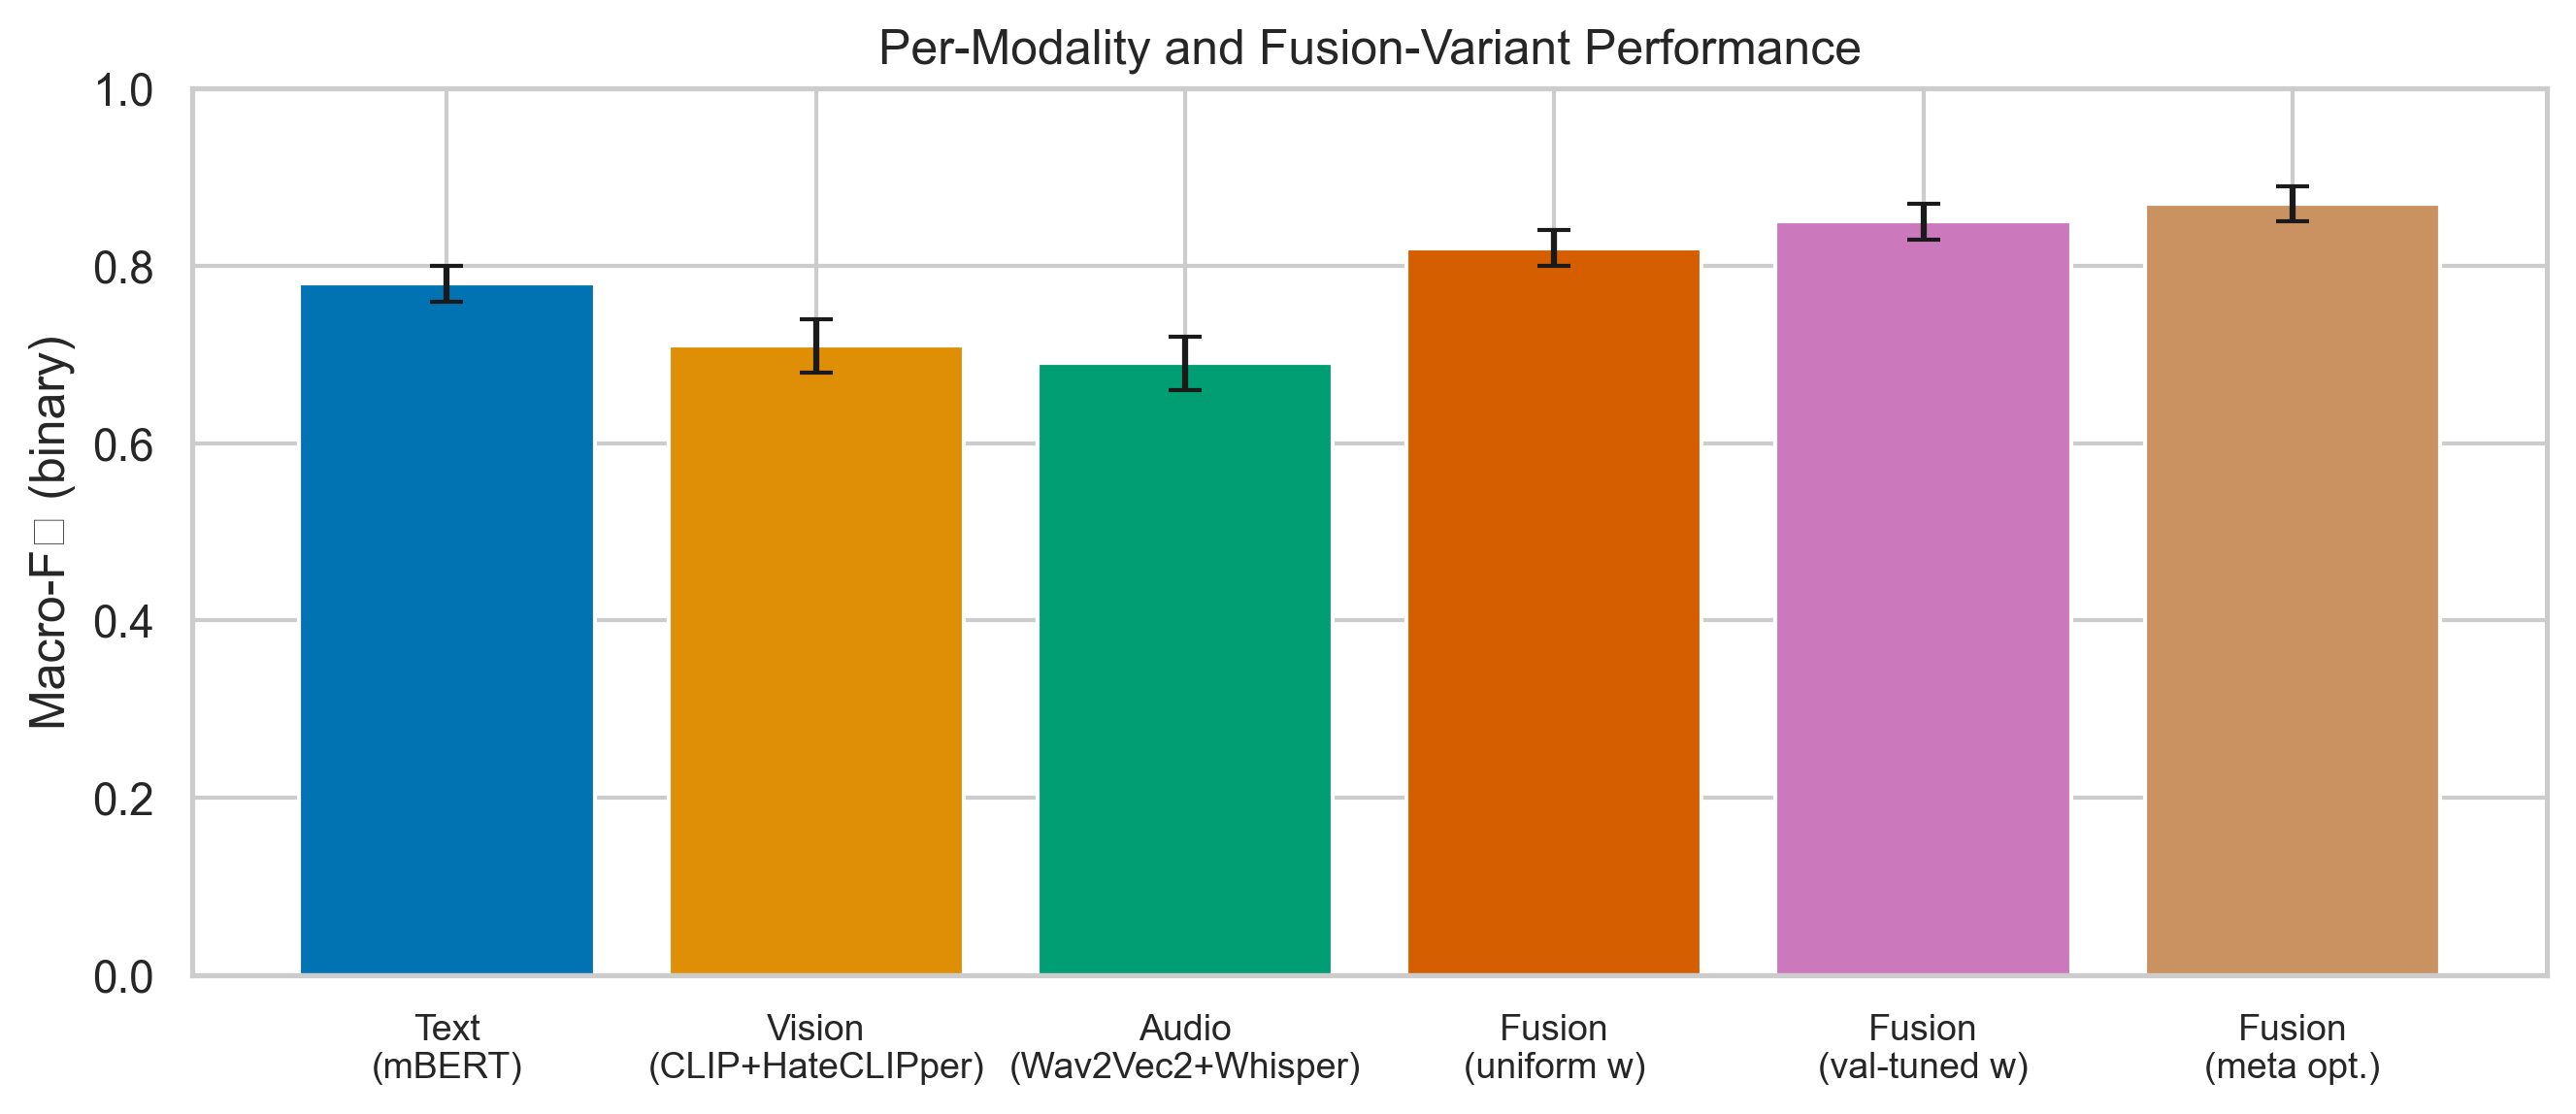 Per-Modality and Fusion-Variant Performance
Macro-F□ (binary)
1.0
0.8
0.6
0.4
0.2
0.0
Text
(mBERT)
Vision
(CLIP+HateCLIPper)
Audio
(Wav2Vec2+Whisper)
Fusion
(uniform w)
Fusion
(val-tuned w)
Fusion
(meta opt.)